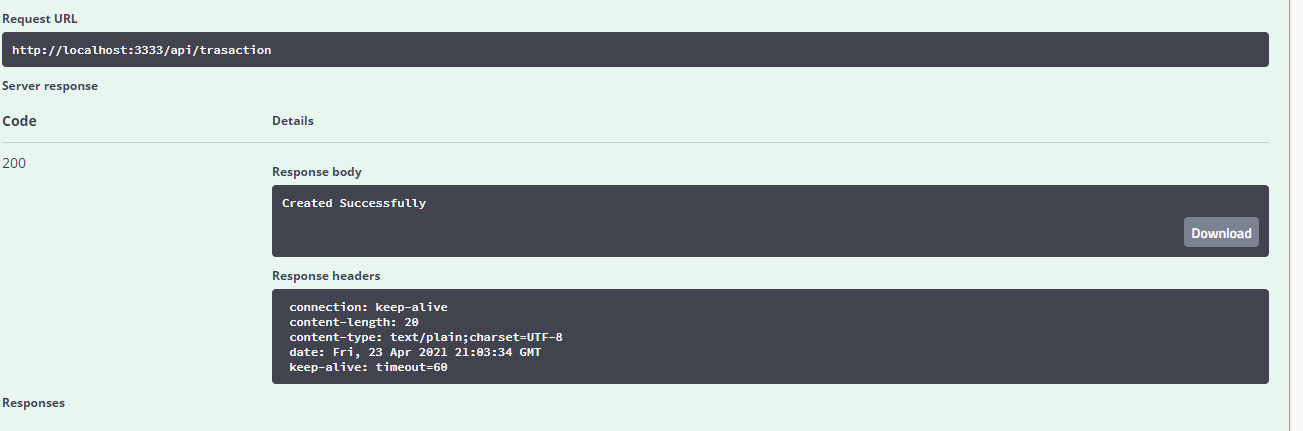 Request URL
http://localhost:3333/api/trasaction
Server response
Code Details
200
Response body
Created Successfully
Download
Response headers
connection: keep-alive
content-length: 20
content-type: text/plain;charset=UTF-8
date: Fri, 23 Apr 2021 21:03:34 GMT
keep-alive: timeout=60
Responses